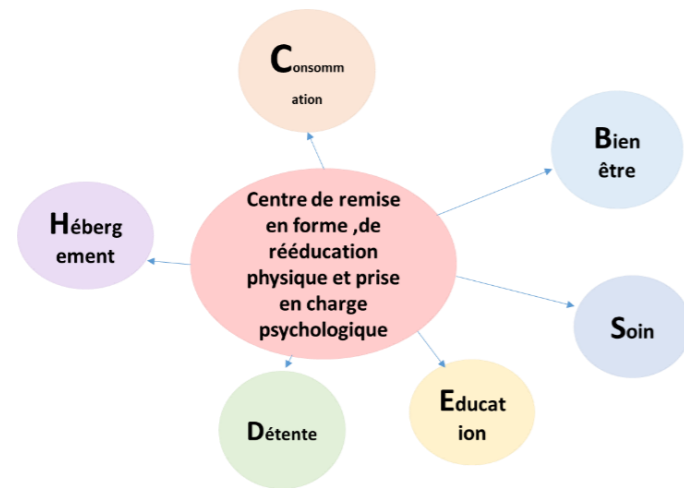 Consomm
ation
Bien
être
Centre de remise
en forme ,de
rééducation
physique et prise
en charge
psychologique
Héberg
ement
Soin
Educat
ion
Détente